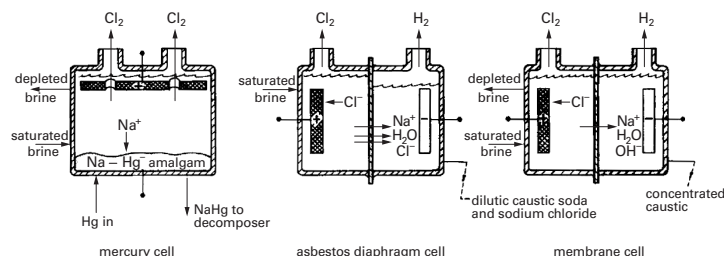 Cl₂ Cl₂
depleted
brine
saturated
brine
Na⁺
Na – Hg⁻ amalgam
Hg in
NaHg to
decomposer
mercury cell
Cl₂ H₂
saturated
brine
Cl⁻
Na⁺
H₂O
Cl⁻
dilutic caustic soda
and sodium chloride
asbestos diaphragm cell
Cl₂ H₂
depleted
brine
saturated
brine
Cl⁻
Na⁺
H₂O
OH⁻
concentrated
caustic
membrane cell